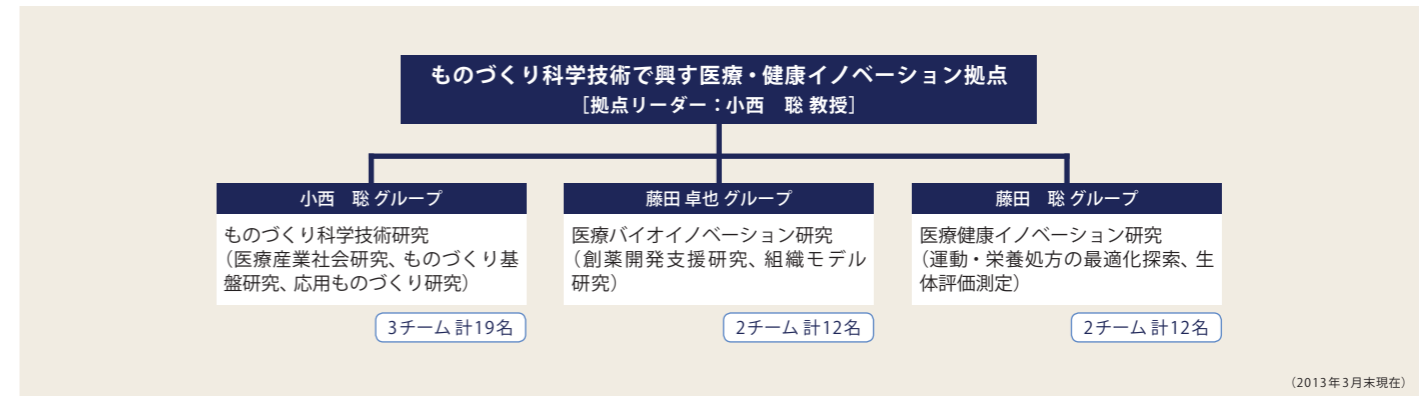 ものづくり科学技術で興す医療・健康イノベーション拠点
［拠点リーダー：小西　聡 教授］
小西　聡 グループ
ものづくり科学技術研究
（医療産業社会研究、ものづくり基
盤研究、応用ものづくり研究）
3チーム 計19名
藤田 卓也 グループ
医療バイオイノベーション研究
（創薬開発支援研究、組織モデル
研究）
2チーム 計12名
藤田　聡 グループ
医療健康イノベーション研究
（運動・栄養処方の最適化探索、生
体評価測定）
2チーム 計12名
（2013年3月末現在）